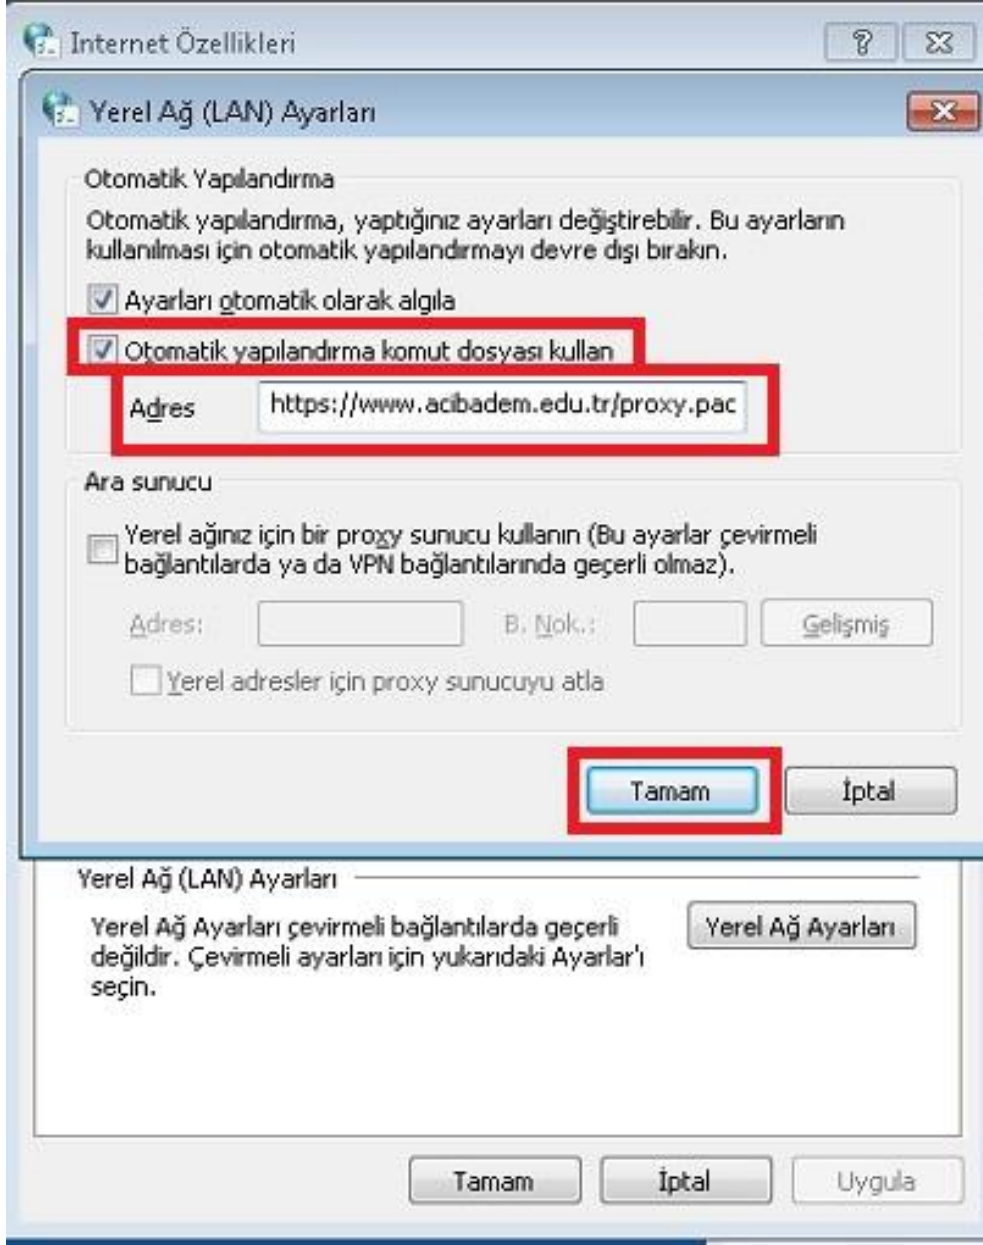 Internet Özellikleri
Yerel Ağ (LAN) Ayarları
Otomatik Yapılandırma
Otomatik yapılandırma, yaptığınız ayarları değiştirebilir. Bu ayarların
kullanılması için otomatik yapılandırmayı devre dışı bırakın.
Ayarları otomatik olarak algıla
Otomatik yapılandırma komut dosyası kullan
Adres https://www.acibadem.edu.tr/proxy.pac
Ara sunucu
Yerel ağınız için bir proxy sunucu kullanın (Bu ayarlar çevirmeli
bağlantılarda ya da VPN bağlantılarında geçerli olmaz).
Adres: B. Nok.: Gelişmiş
Yerel adresler için proxy sunucuyu atla
Tamam İptal
Yerel Ağ (LAN) Ayarları
Yerel Ağ Ayarları çevirmeli bağlantılarda geçerli
değildir. Çevirmeli ayarları için yukarıdaki Ayarlar'ı
seçin.
Yerel Ağ Ayarları
Tamam İptal Uygula